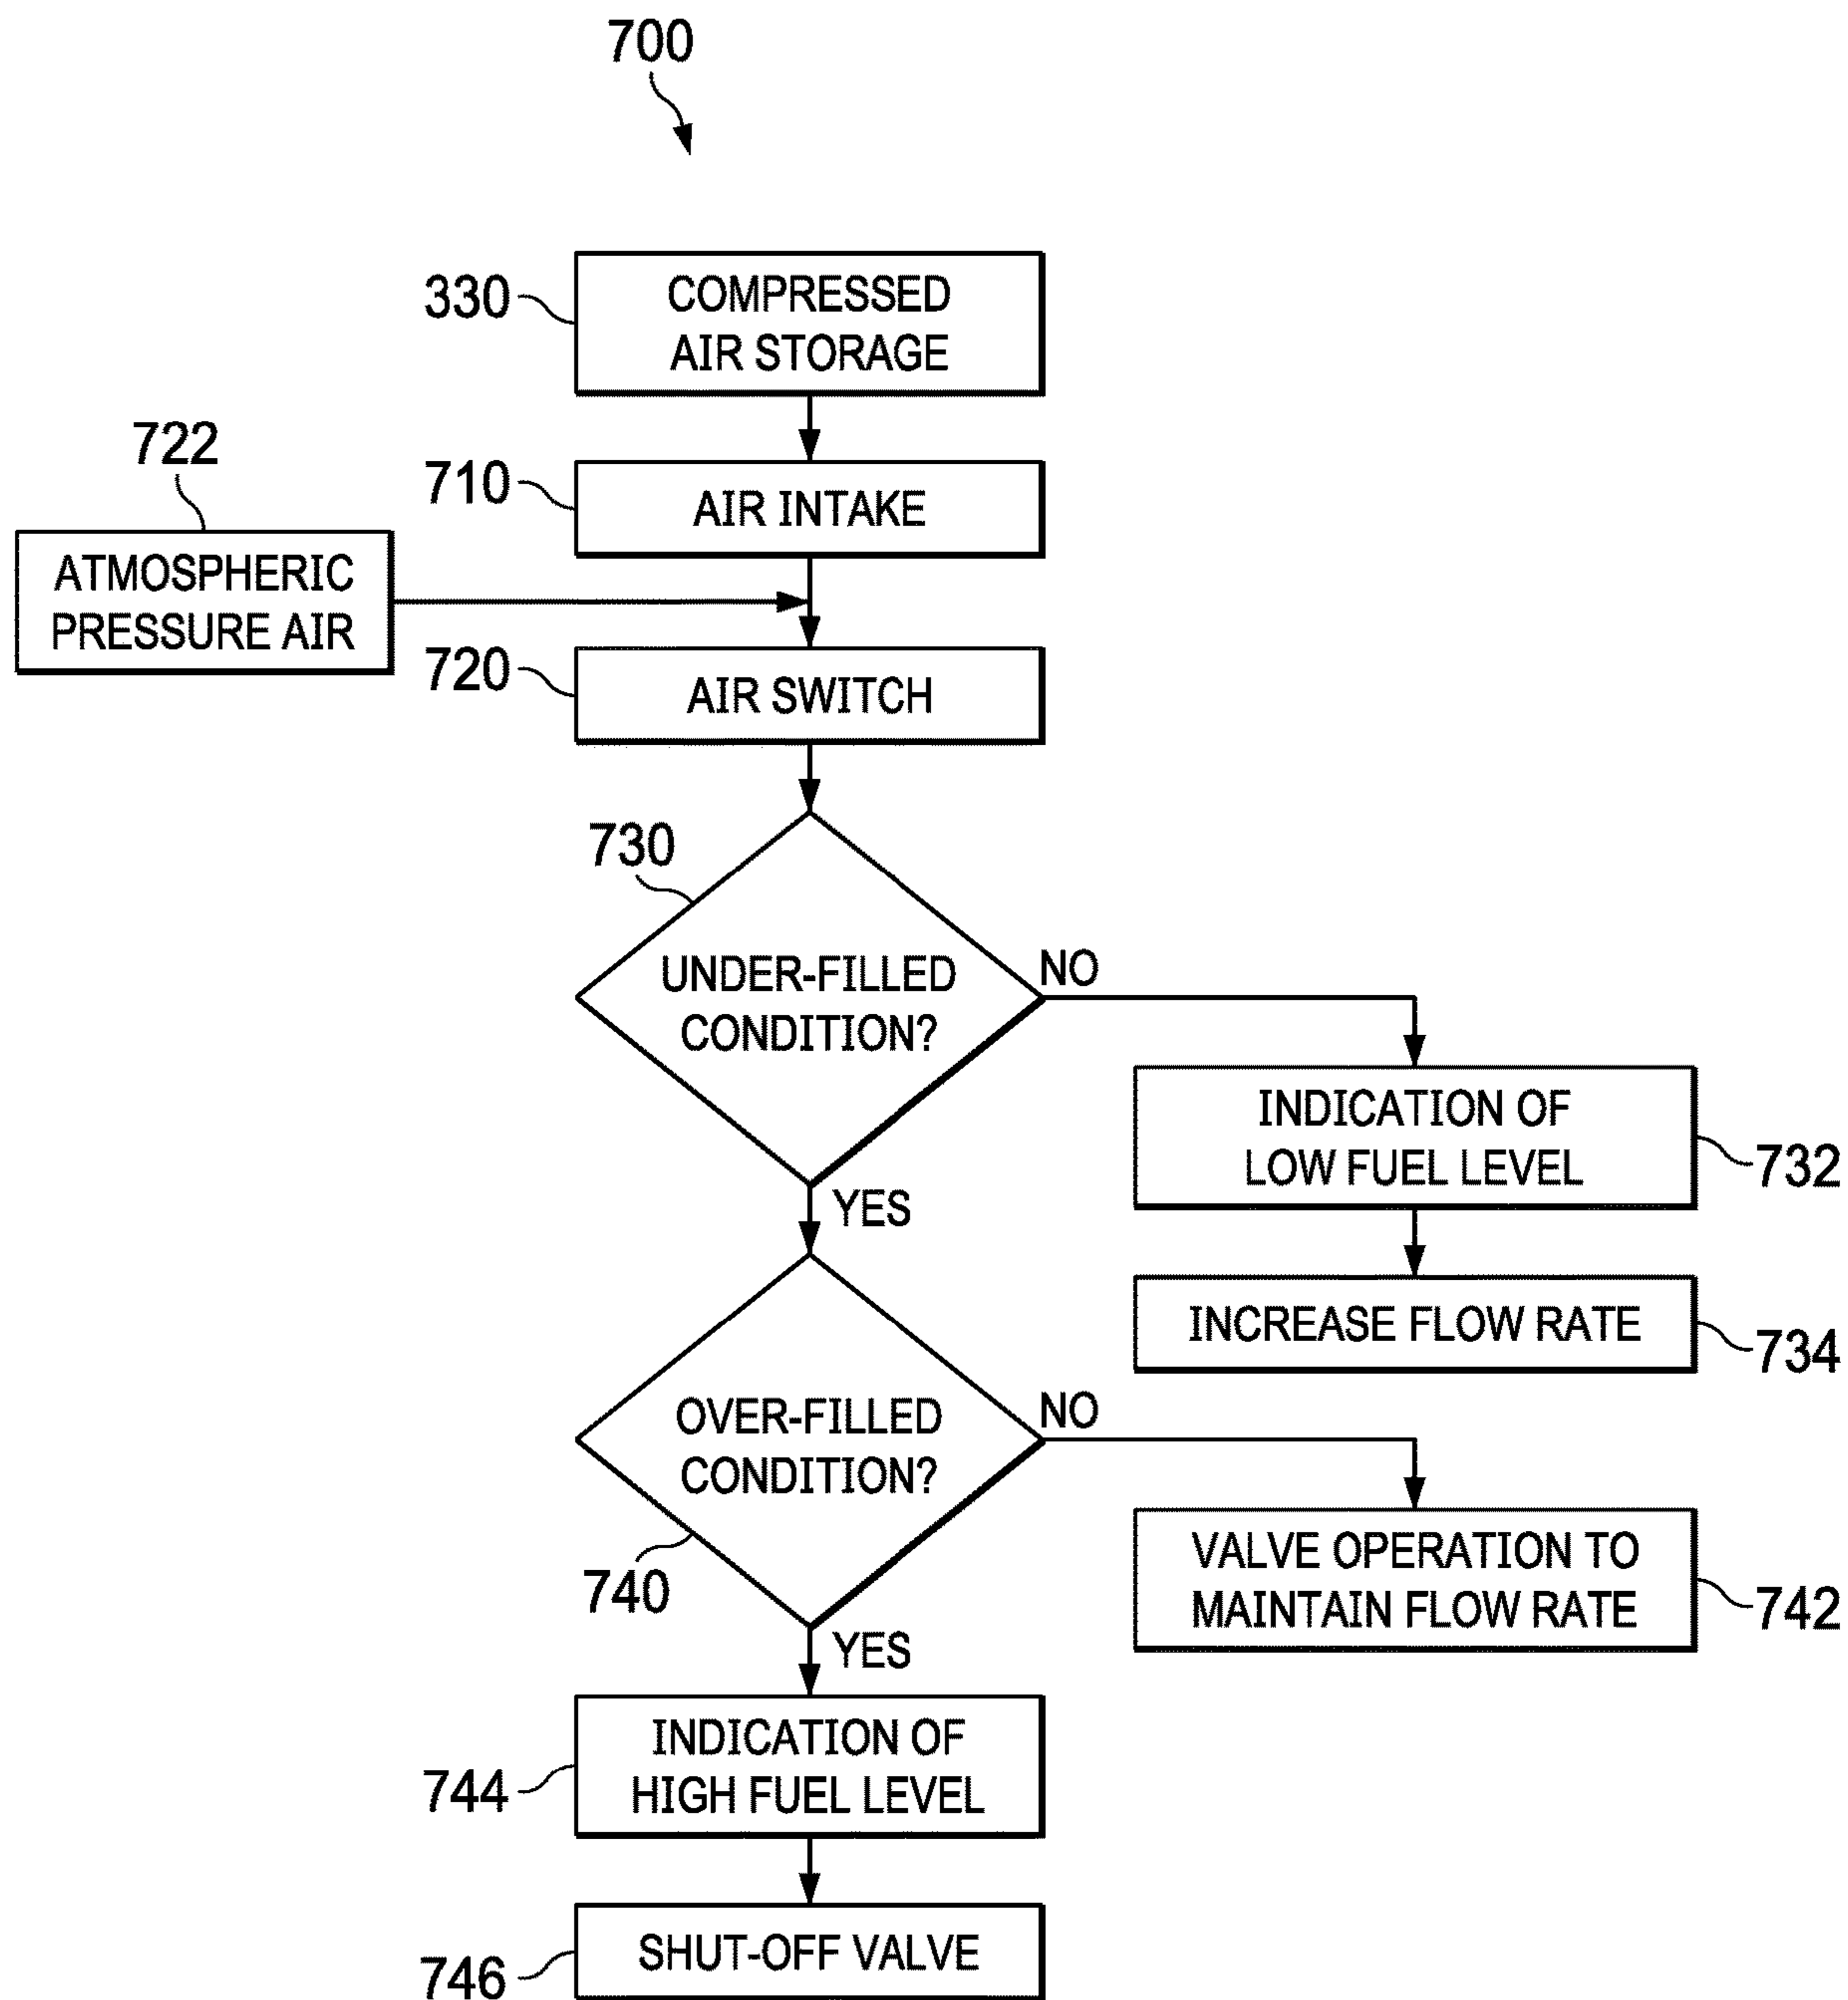 700
330
COMPRESSED
AIR STORAGE
722
710
AIR INTAKE
ATMOSPHERIC
PRESSURE AIR
720
AIR SWITCH
730
UNDER-FILLED
CONDITION?
NO
INDICATION OF
LOW FUEL LEVEL
732
YES
INCREASE FLOW RATE
734
OVER-FILLED
CONDITION?
NO
740
VALVE OPERATION TO
MAINTAIN FLOW RATE
742
YES
INDICATION OF
HIGH FUEL LEVEL
744
SHUT-OFF VALVE
746